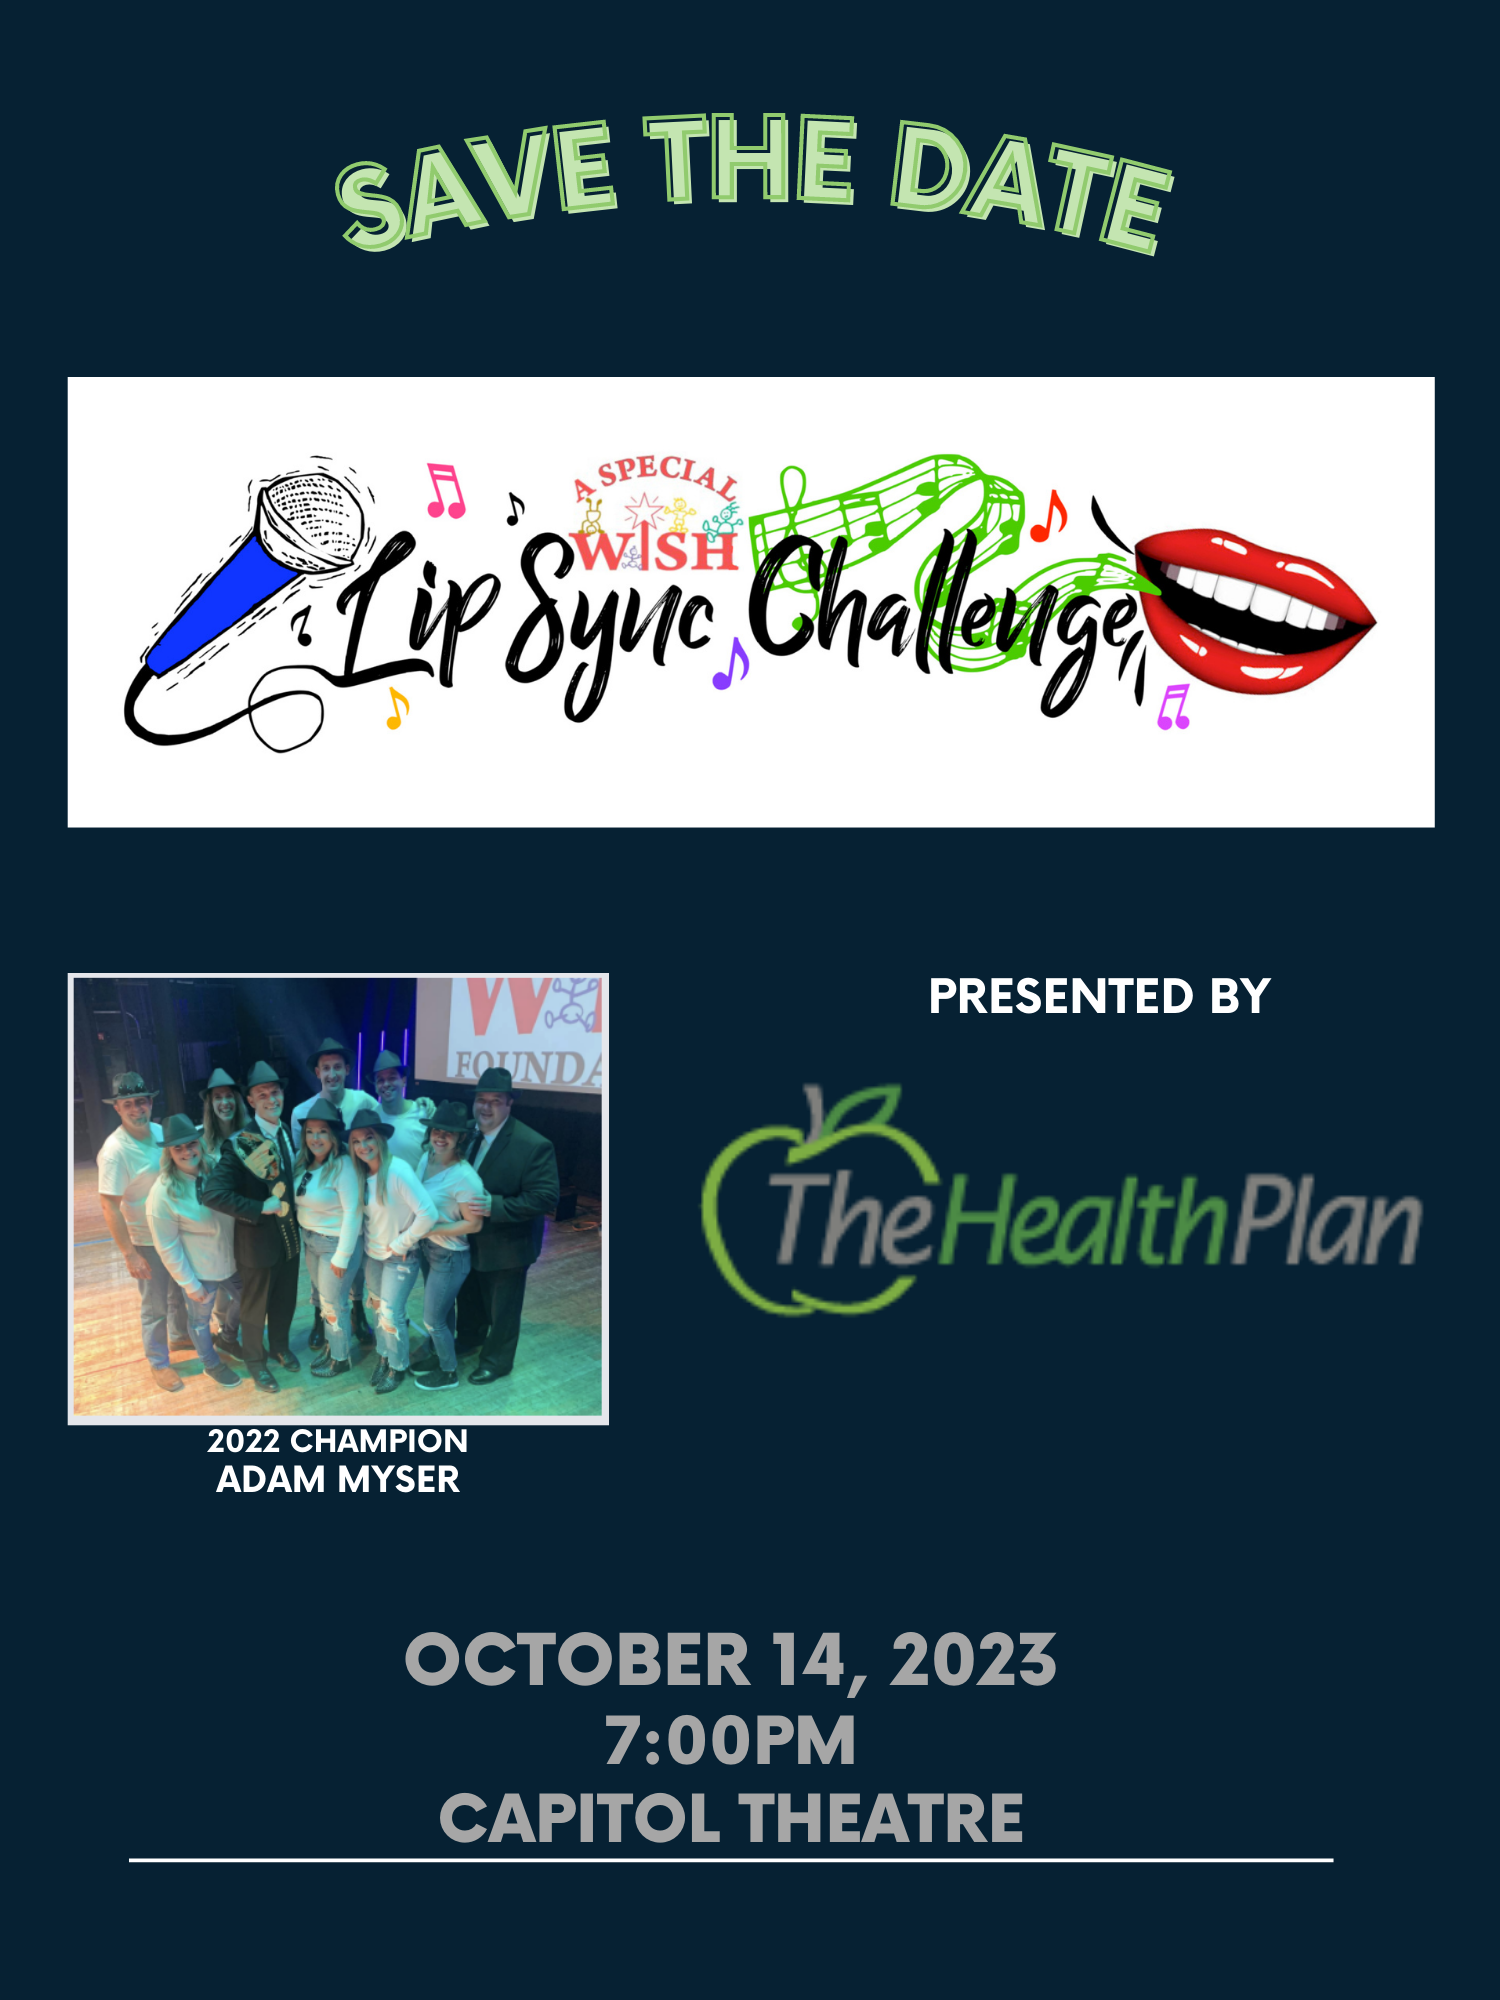 SAVE THE DATE
A SPECIAL
WISH
Lip Sync Challenge
PRESENTED BY
TheHealthPlan
W
FOUNDA
2022 CHAMPION
ADAM MYSER
OCTOBER 14, 2023
7:00PM
CAPITOL THEATRE